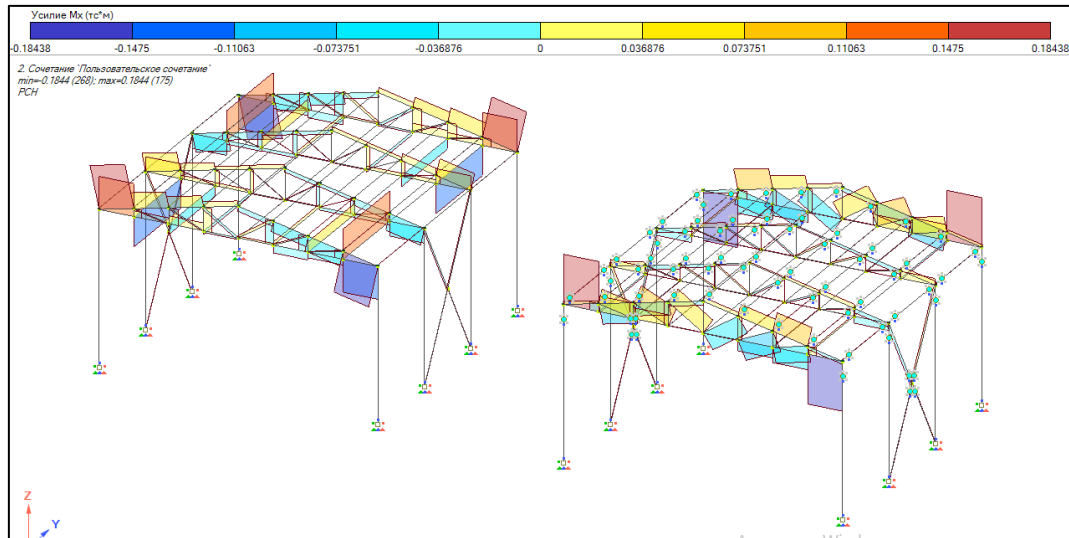 Усилие Mx (тс*м)
-0.18438 -0.1475 -0.11063 -0.073751 -0.036876 0 0.036876 0.073751 0.11063 0.1475 0.18438
2. Сочетание `Пользовательское сочетание`
min=-0.1844 (268); max=0.1844 (175)
РСН
Z
Y